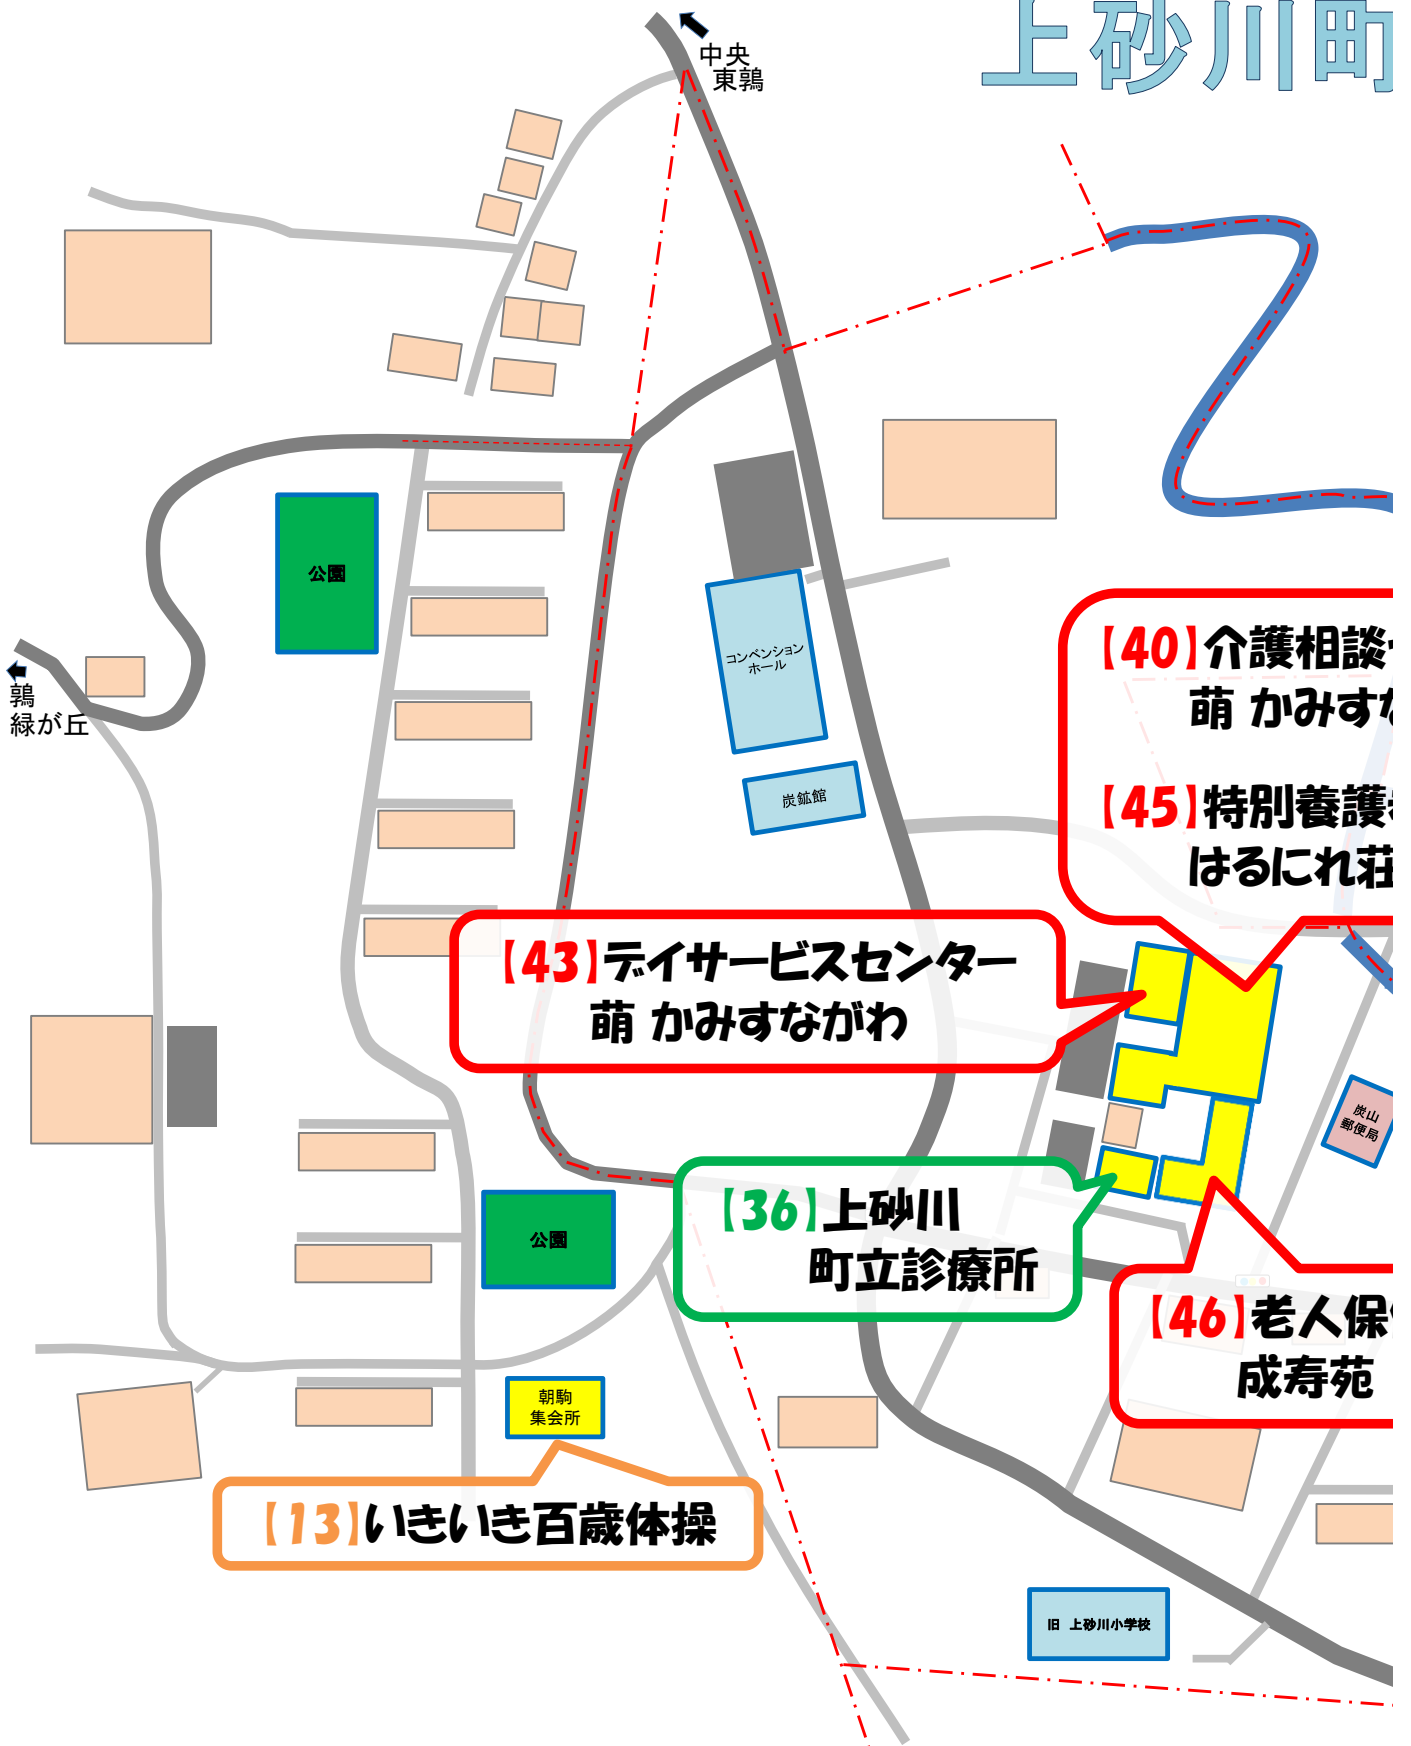 上砂川町
中央
東鶉
公園
コンベンション
ホール
鶉
緑が丘
炭鉱館
【40】介護相談
萌 かみすな
【45】特別養護
はるにれ荘
【43】デイサービスセンター
萌 かみすながわ
炭山
郵便局
【36】上砂川
町立診療所
公園
【46】老人保
成寿苑
朝駒
集会所
【13】いきいき百歳体操
旧 上砂川小学校